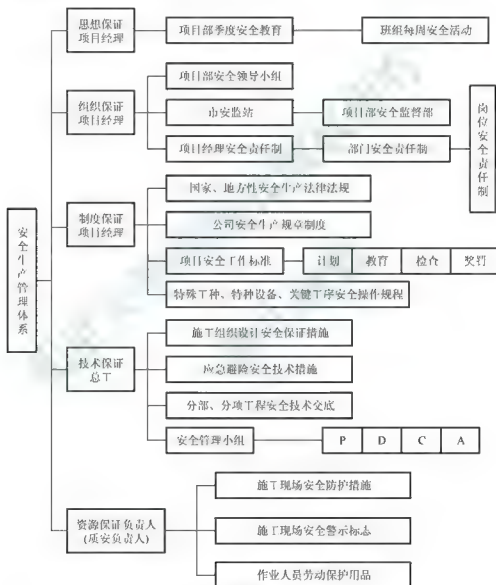 安全生产管理体系
思想保证
项目经理
项目部季度安全教育
班组每周安全活动
组织保证
项目经理
项目部安全领导小组
市安监站
项目部安全监督部
项目经理安全责任制
部门安全责任制
岗位安全责任制
制度保证
项目经理
国家、地方性安全生产法律法规
公司安全生产规章制度
项目安全工作标准
计划
教育
检查
奖罚
特殊工种、特种设备、关键工序安全操作规程
技术保证
总工
施工组织设计安全保证措施
应急避险安全技术措施
分部、分项工程安全技术交底
安全管理小组
P
D
C
A
资源保证负责人
(质安负责人)
施工现场安全防护措施
施工现场安全警示标志
作业人员劳动保护用品